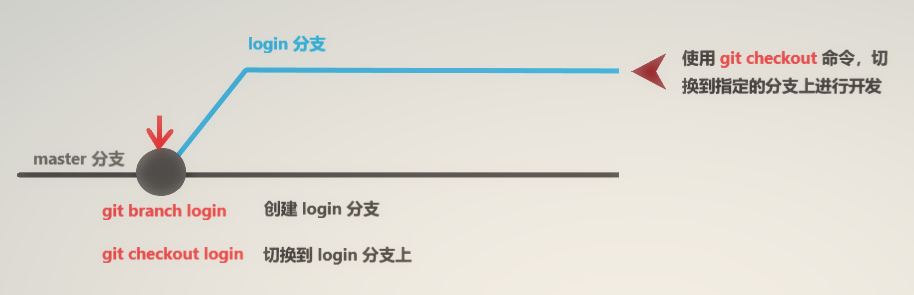 login 分支
使用 git checkout 命令，切
换到指定的分支上进行开发
master 分支
git branch login 创建 login 分支
git checkout login 切换到 login 分支上